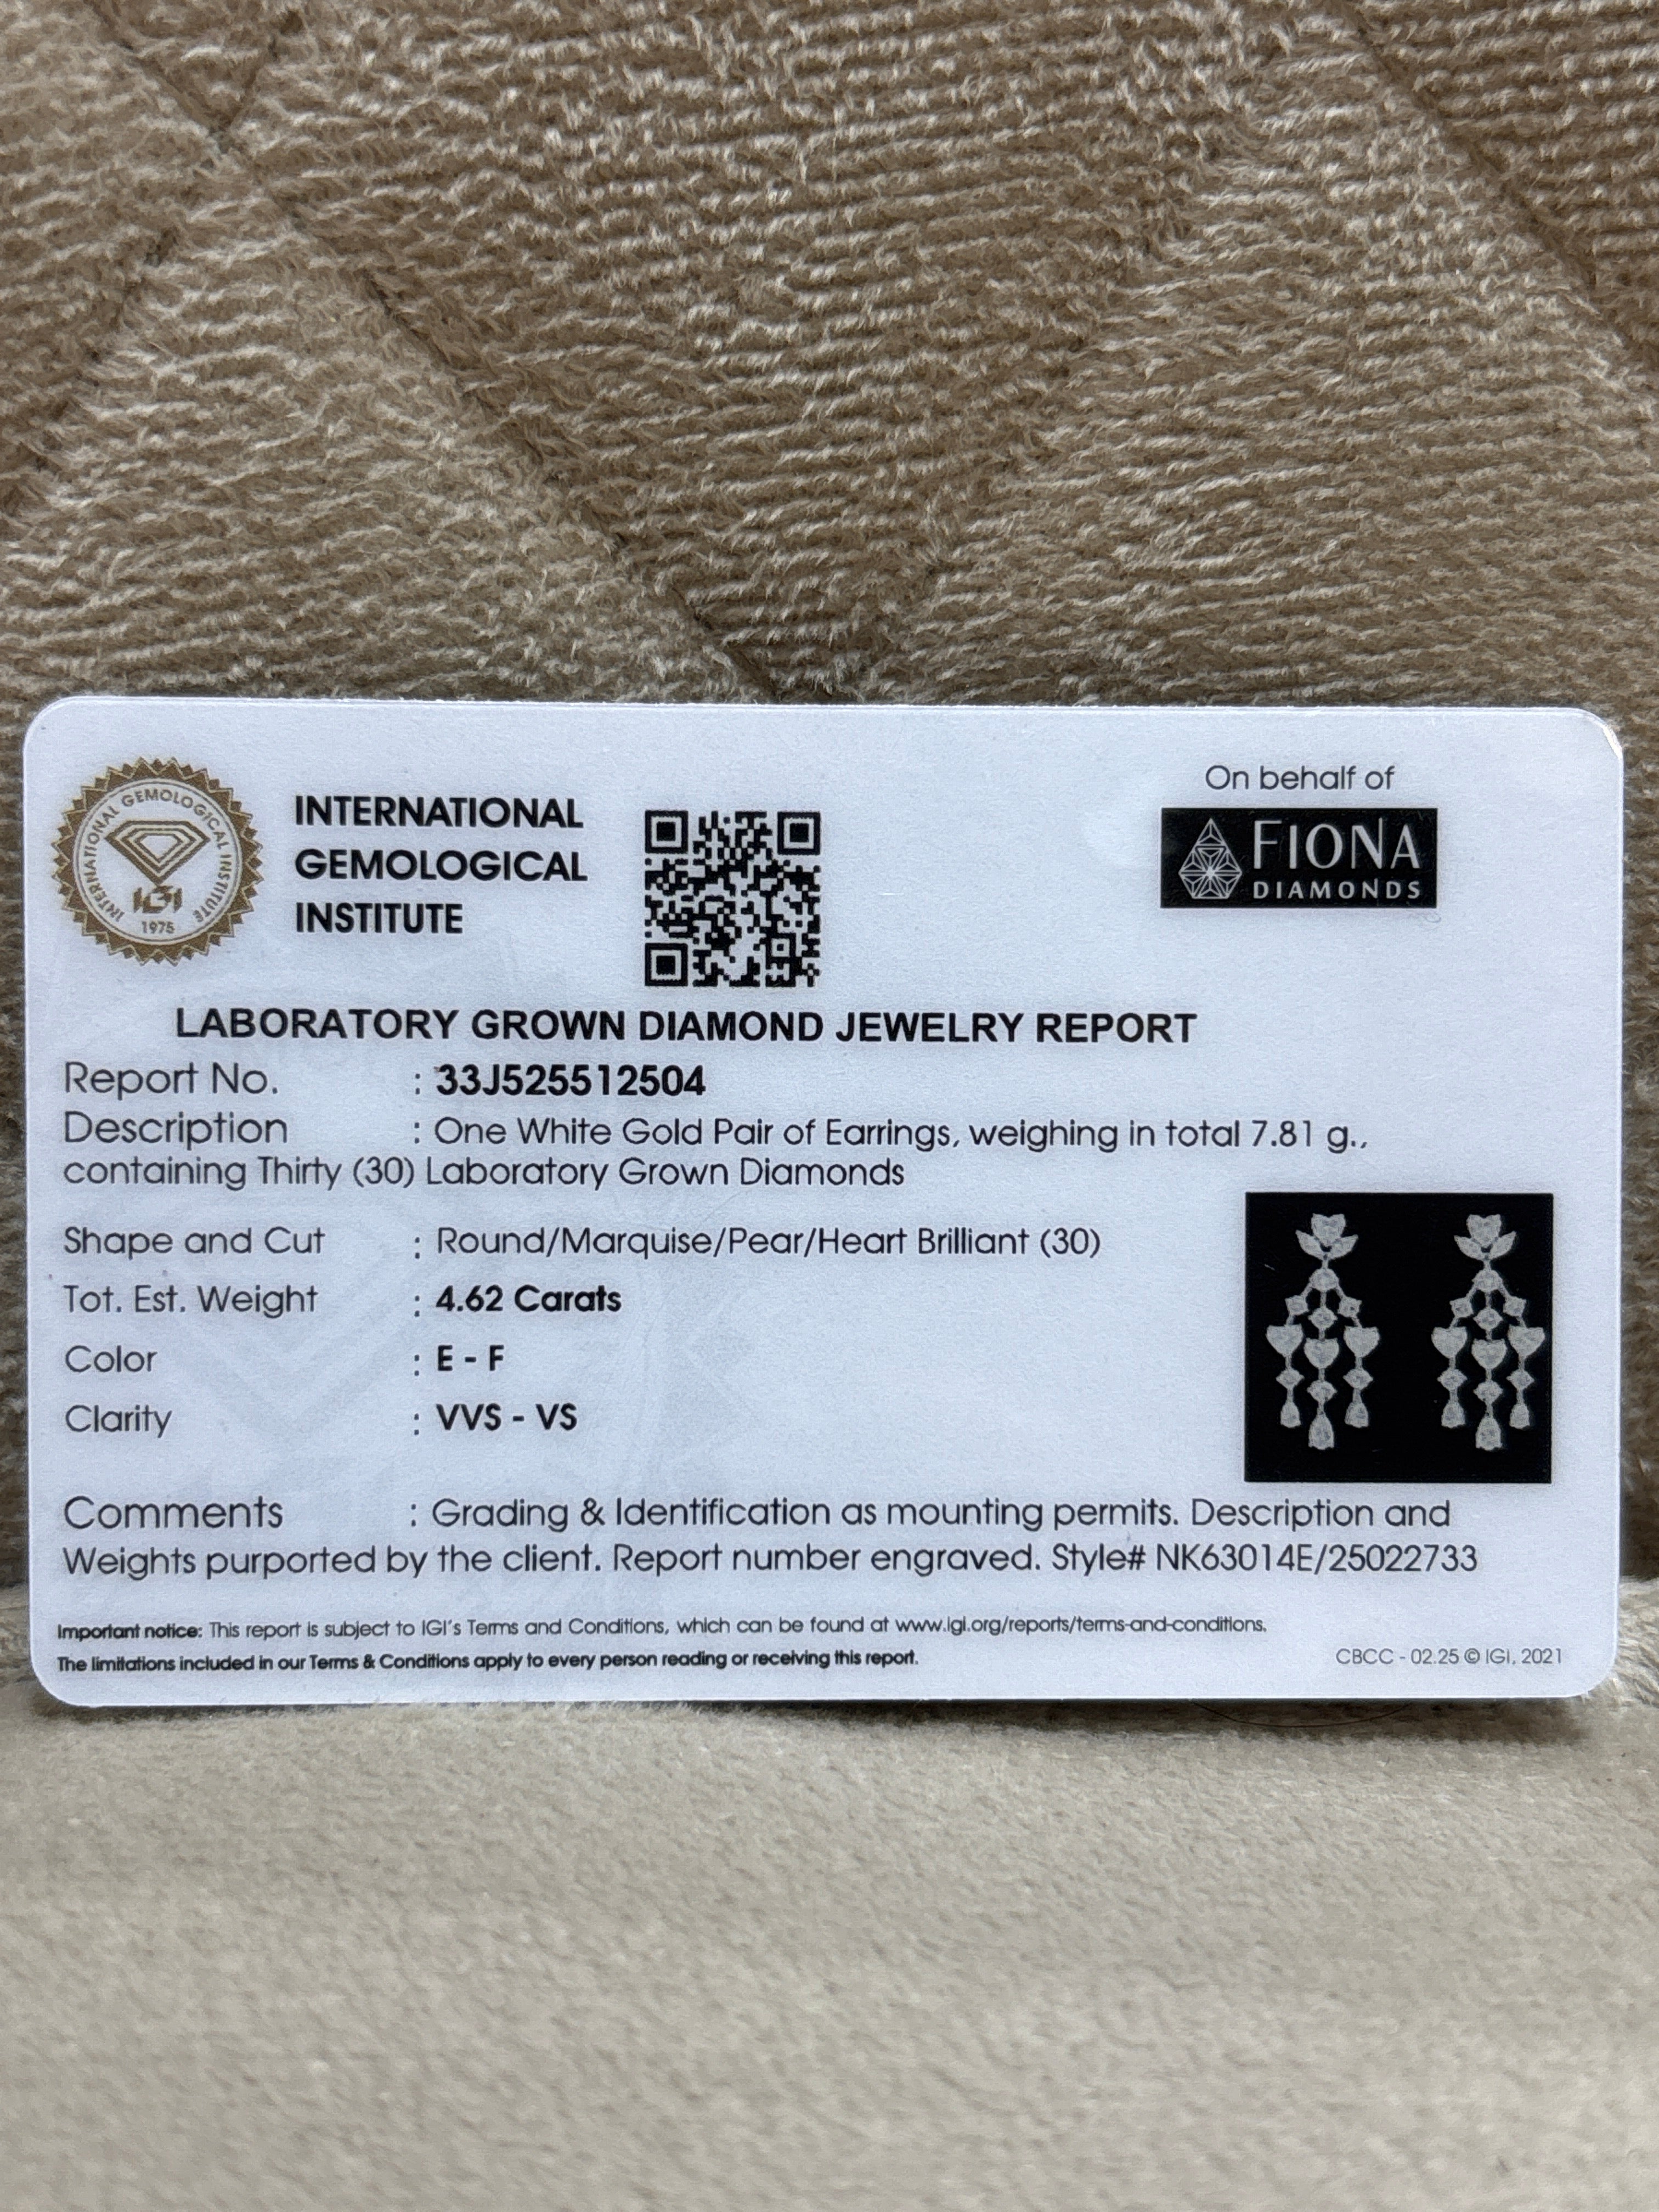 INTERNATIONAL GEMOLOGICAL INSTITUTE
IGI
1975
INTERNATIONAL
GEMOLOGICAL
INSTITUTE
On behalf of
FIONA
DIAMONDS
LABORATORY GROWN DIAMOND JEWELRY REPORT
Report No. : 33J525512504
Description : One White Gold Pair of Earrings, weighing in total 7.81 g.,
containing Thirty (30) Laboratory Grown Diamonds
Shape and Cut : Round/Marquise/Pear/Heart Brilliant (30)
Tot. Est. Weight : 4.62 Carats
Color : E - F
Clarity : VVS - VS
Comments : Grading & Identification as mounting permits. Description and
Weights purported by the client. Report number engraved. Style# NK63014E/25022733
Important notice: This report is subject to IGI's Terms and Conditions, which can be found at www.igi.org/reports/terms-and-conditions.
The limitations included in our Terms & Conditions apply to every person reading or receiving this report.
CBCC - 02.25 © IGI, 2021